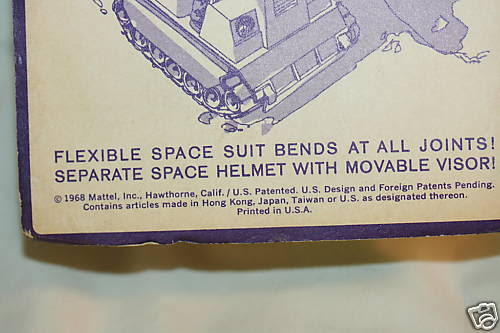 FLEXIBLE SPACE SUIT BENDS AT ALL JOINTS!
SEPARATE SPACE HELMET WITH MOVABLE VISOR!
© 1968 Mattel, Inc., Hawthorne, Calif. / U.S. Patented. U.S. Design and Foreign Patents Pending.
Contains articles made in Hong Kong, Japan, Taiwan or U.S. as designated thereon.
Printed in U.S.A.